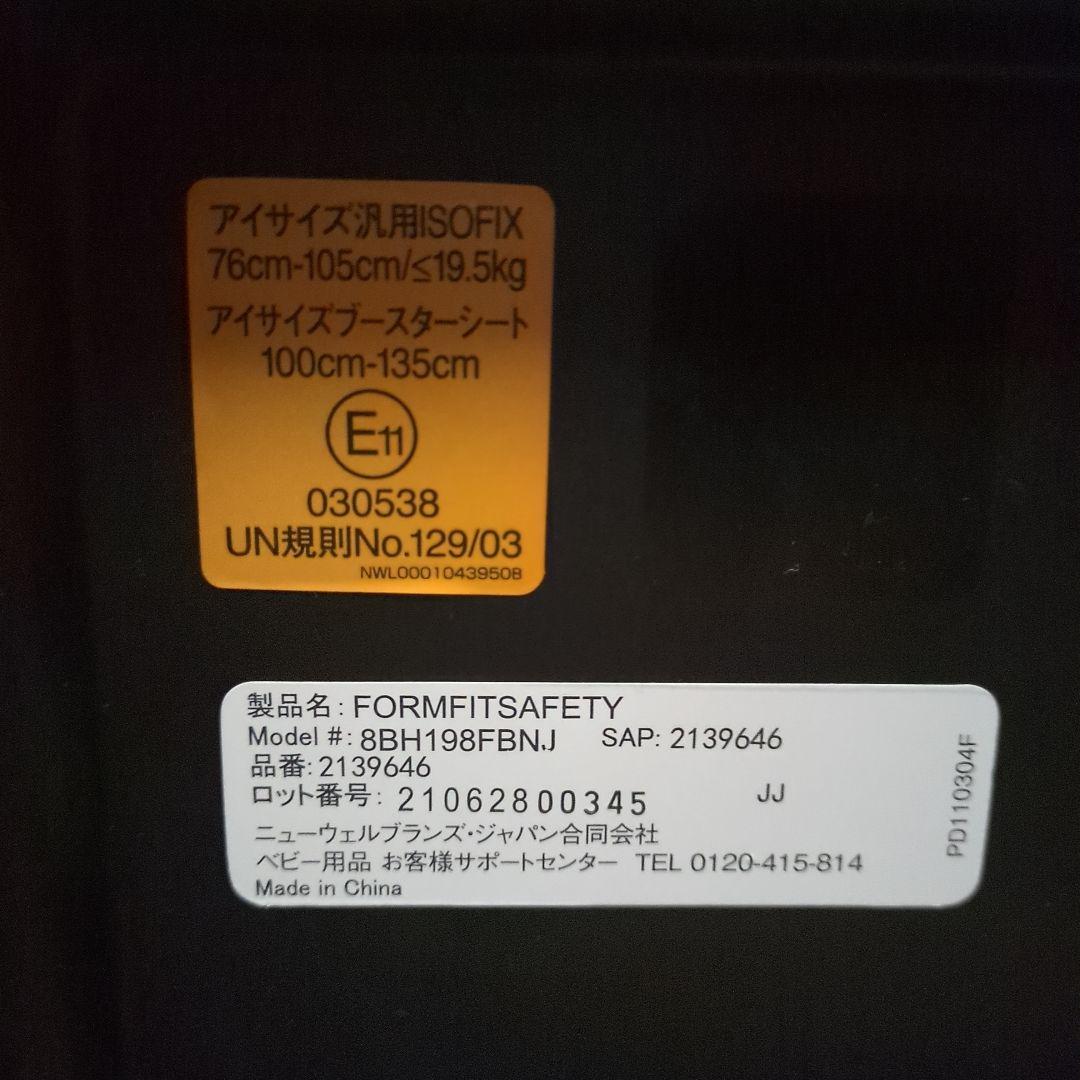 アイサイズ汎用ISOFIX
76cm-105cm/≤19.5kg
アイサイズブースターシート
100cm-135cm
E11
030538
UN規則No.129/03
NWL0001043950B
製品名: FORMFITSAFETY
Model #: 8BH198FBNJ SAP: 2139646
品番: 2139646
ロット番号: 21062800345 JJ
ニューウェルブランズ・ジャパン合同会社
ベビー用品 お客様サポートセンター TEL 0120-415-814
Made in China
PD110304F